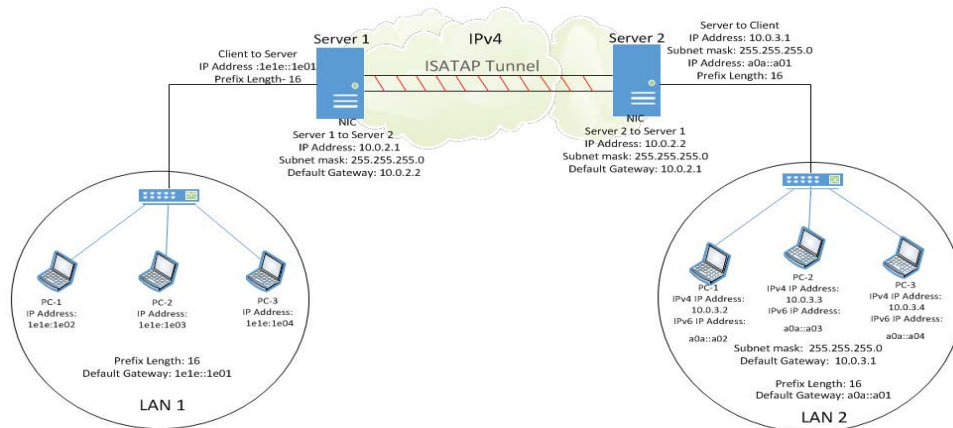 Client to Server
IP Address :1e1e::1e01
Prefix Length- 16
Server 1
IPv4
ISATAP Tunnel
Server 2
Server to Client
IP Address: 10.0.3.1
Subnet mask: 255.255.255.0
IP Address: a0a::a01
Prefix Length: 16
NIC
Server 1 to Server 2
IP Address: 10.0.2.1
Subnet mask: 255.255.255.0
Default Gateway: 10.0.2.2
NIC
Server 2 to Server 1
IP Address: 10.0.2.2
Subnet mask: 255.255.255.0
Default Gateway: 10.0.2.1
PC-1
IP Address:
1e1e:1e02
PC-2
IP Address:
1e1e:1e03
PC-3
IP Address:
1e1e:1e04
Prefix Length: 16
Default Gateway: 1e1e::1e01
LAN 1
PC-1
IPv4 IP Address:
10.0.3.2
IPv6 IP Address:
a0a::a02
PC-2
IPv4 IP Address:
10.0.3.3
IPv6 IP Address:
a0a::a03
PC-3
IPv4 IP Address:
10.0.3.4
IPv6 IP Address:
a0a::a04
Subnet mask: 255.255.255.0
Default Gateway: 10.0.3.1
Prefix Length: 16
Default Gateway: a0a::a01
LAN 2